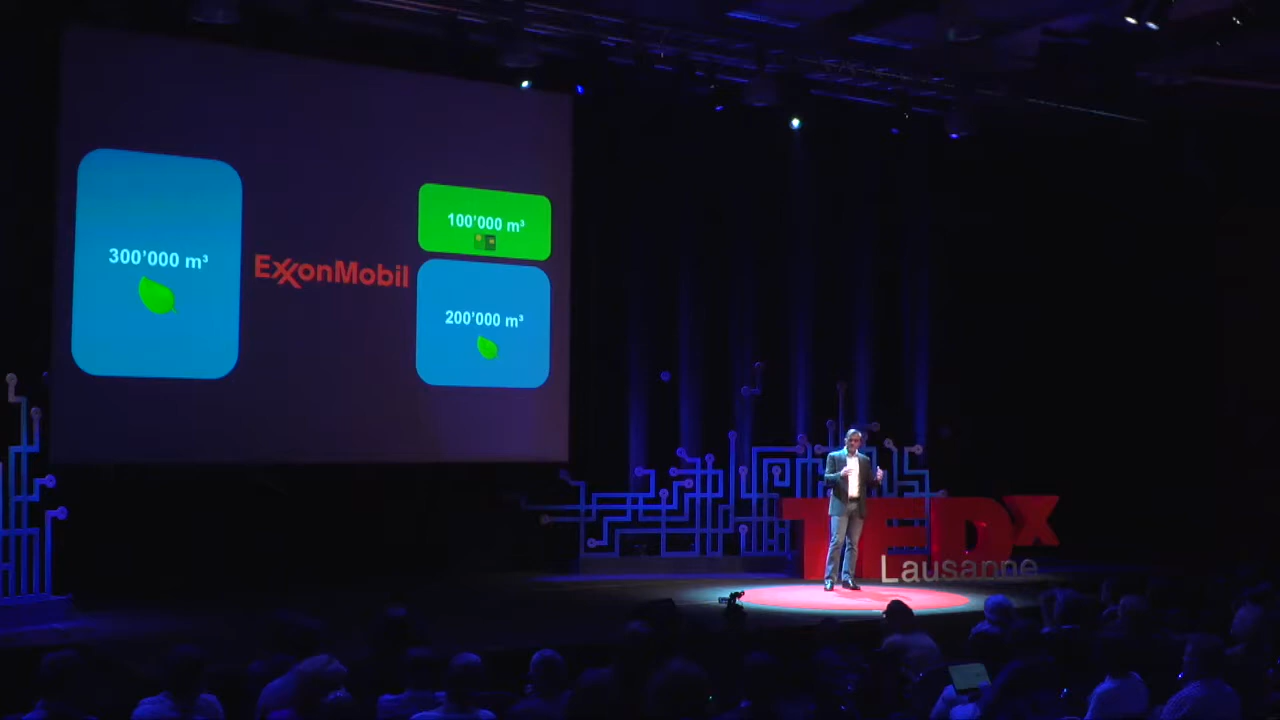 300’000 m³
ExxonMobil
100’000 m³
200’000 m³
TEDx
Lausanne